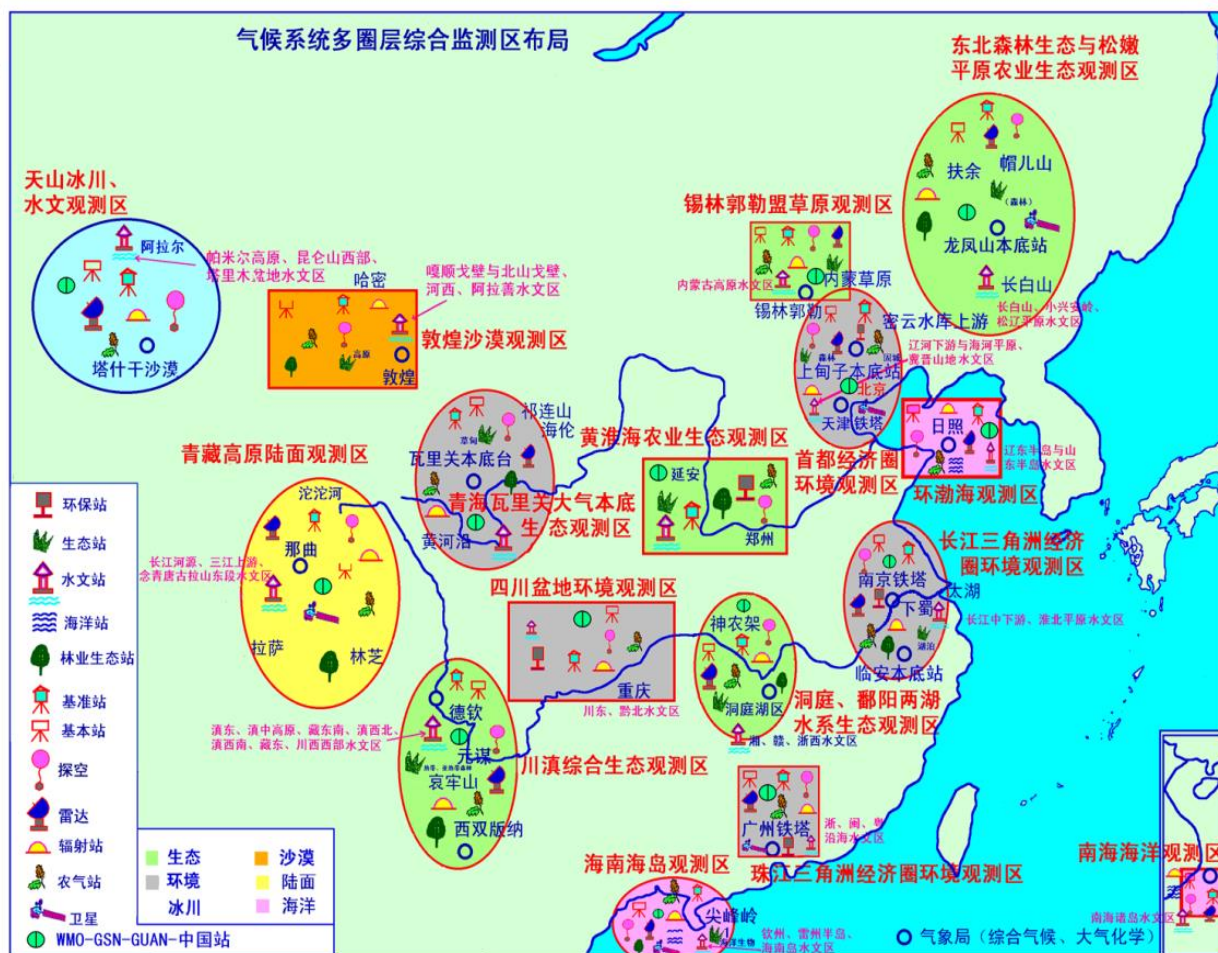 气候系统多圈层综合监测区布局
东北森林生态与松嫩
平原农业生态观测区
扶余
帽儿山
(森林)
龙凤山本底站
长白山
长白山、小兴安岭、
松辽平原水文区
天山冰川、
水文观测区
阿拉尔
帕米尔高原、昆仑山西部、
塔里木盆地水文区
塔什干沙漠
哈密
嘎顺戈壁与北山戈壁、
河西、阿拉善水文区
敦煌沙漠观测区
高原
敦煌
锡林郭勒盟草原观测区
内蒙古高原水文区
内蒙草原
锡林郭勒
密云水库上游
辽河下游与海河平原、
冀晋山地水文区
森林
上甸子本底站
北京
天津铁塔
首都经济圈
环境观测区
日照
辽东半岛与山
东半岛水文区
环渤海观测区
祁连山
海伦
草甸
瓦里关本底台
青海瓦里关大气本底
生态观测区
黄河沿
黄淮海农业生态观测区
延安
郑州
青藏高原陆面观测区
沱沱河
那曲
长江河源、三江上游、
念青唐古拉山东段水文区
拉萨
林芝
四川盆地环境观测区
重庆
川东、黔北水文区
长江三角洲经济
圈环境观测区
南京铁塔
太湖
下蜀
长江中下游、淮北平原水文区
湖泊
临安本底站
神农架
洞庭湖区
洞庭、鄱阳两湖
水系生态观测区
湘、赣、浙西水文区
德钦
滇东、滇中高原、藏东南、滇西北、
滇西南、藏东、川西西部水文区
元谋
哀牢山
西双版纳
川滇综合生态观测区
广州铁塔
浙、闽、粤
沿海水文区
珠江三角洲经济圈环境观测区
海南海岛观测区
尖峰岭
海洋生物
钦州、雷州半岛、
海南岛水文区
南海海洋观测区
南海诸岛水文区
环保站
生态站
水文站
海洋站
林业生态站
基准站
基本站
探空
雷达
辐射站
农气站
卫星
WMO-GSN-GUAN-中国站
生态
环境
冰川
沙漠
陆面
海洋
气象局（综合气候、大气化学）